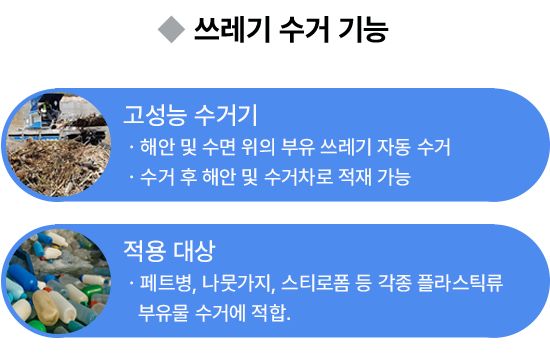 ◆ 쓰레기 수거 기능
고성능 수거기
· 해안 및 수면 위의 부유 쓰레기 자동 수거
· 수거 후 해안 및 수거차로 적재 가능
적용 대상
· 페트병, 나뭇가지, 스티로폼 등 각종 플라스틱류
부유물 수거에 적합.